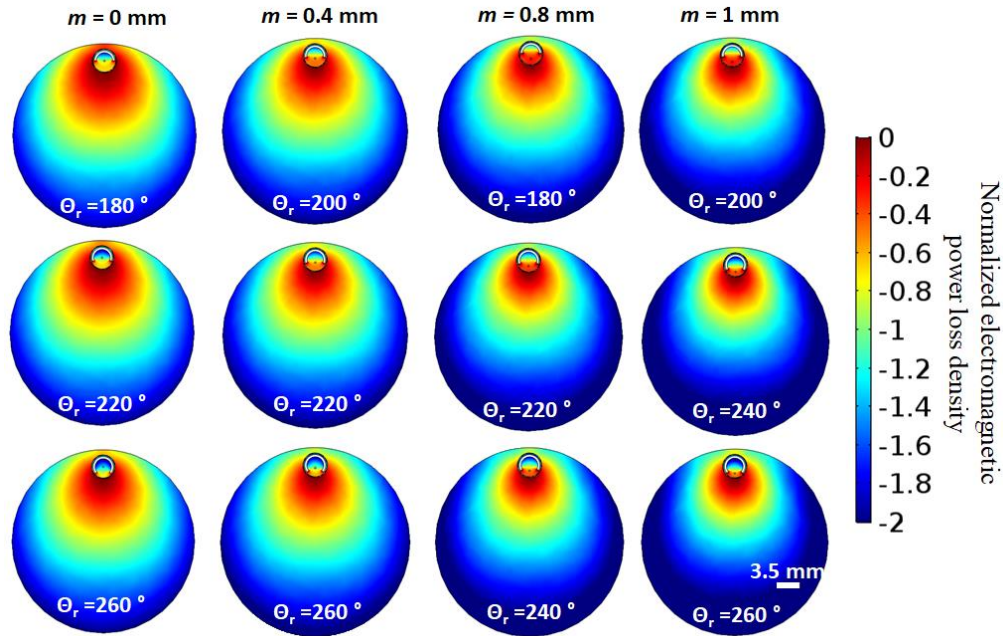 m = 0 mm
m = 0.4 mm
m = 0.8 mm
m = 1 mm
Θr =180 °
Θr =200 °
Θr =180 °
Θr =200 °
Θr =220 °
Θr =220 °
Θr =220 °
Θr =240 °
Θr =260 °
Θr =260 °
Θr =240 °
Θr =260 °
3.5 mm
0
-0.2
-0.4
-0.6
-0.8
-1
-1.2
-1.4
-1.6
-1.8
-2
Normalized electromagnetic
power loss density